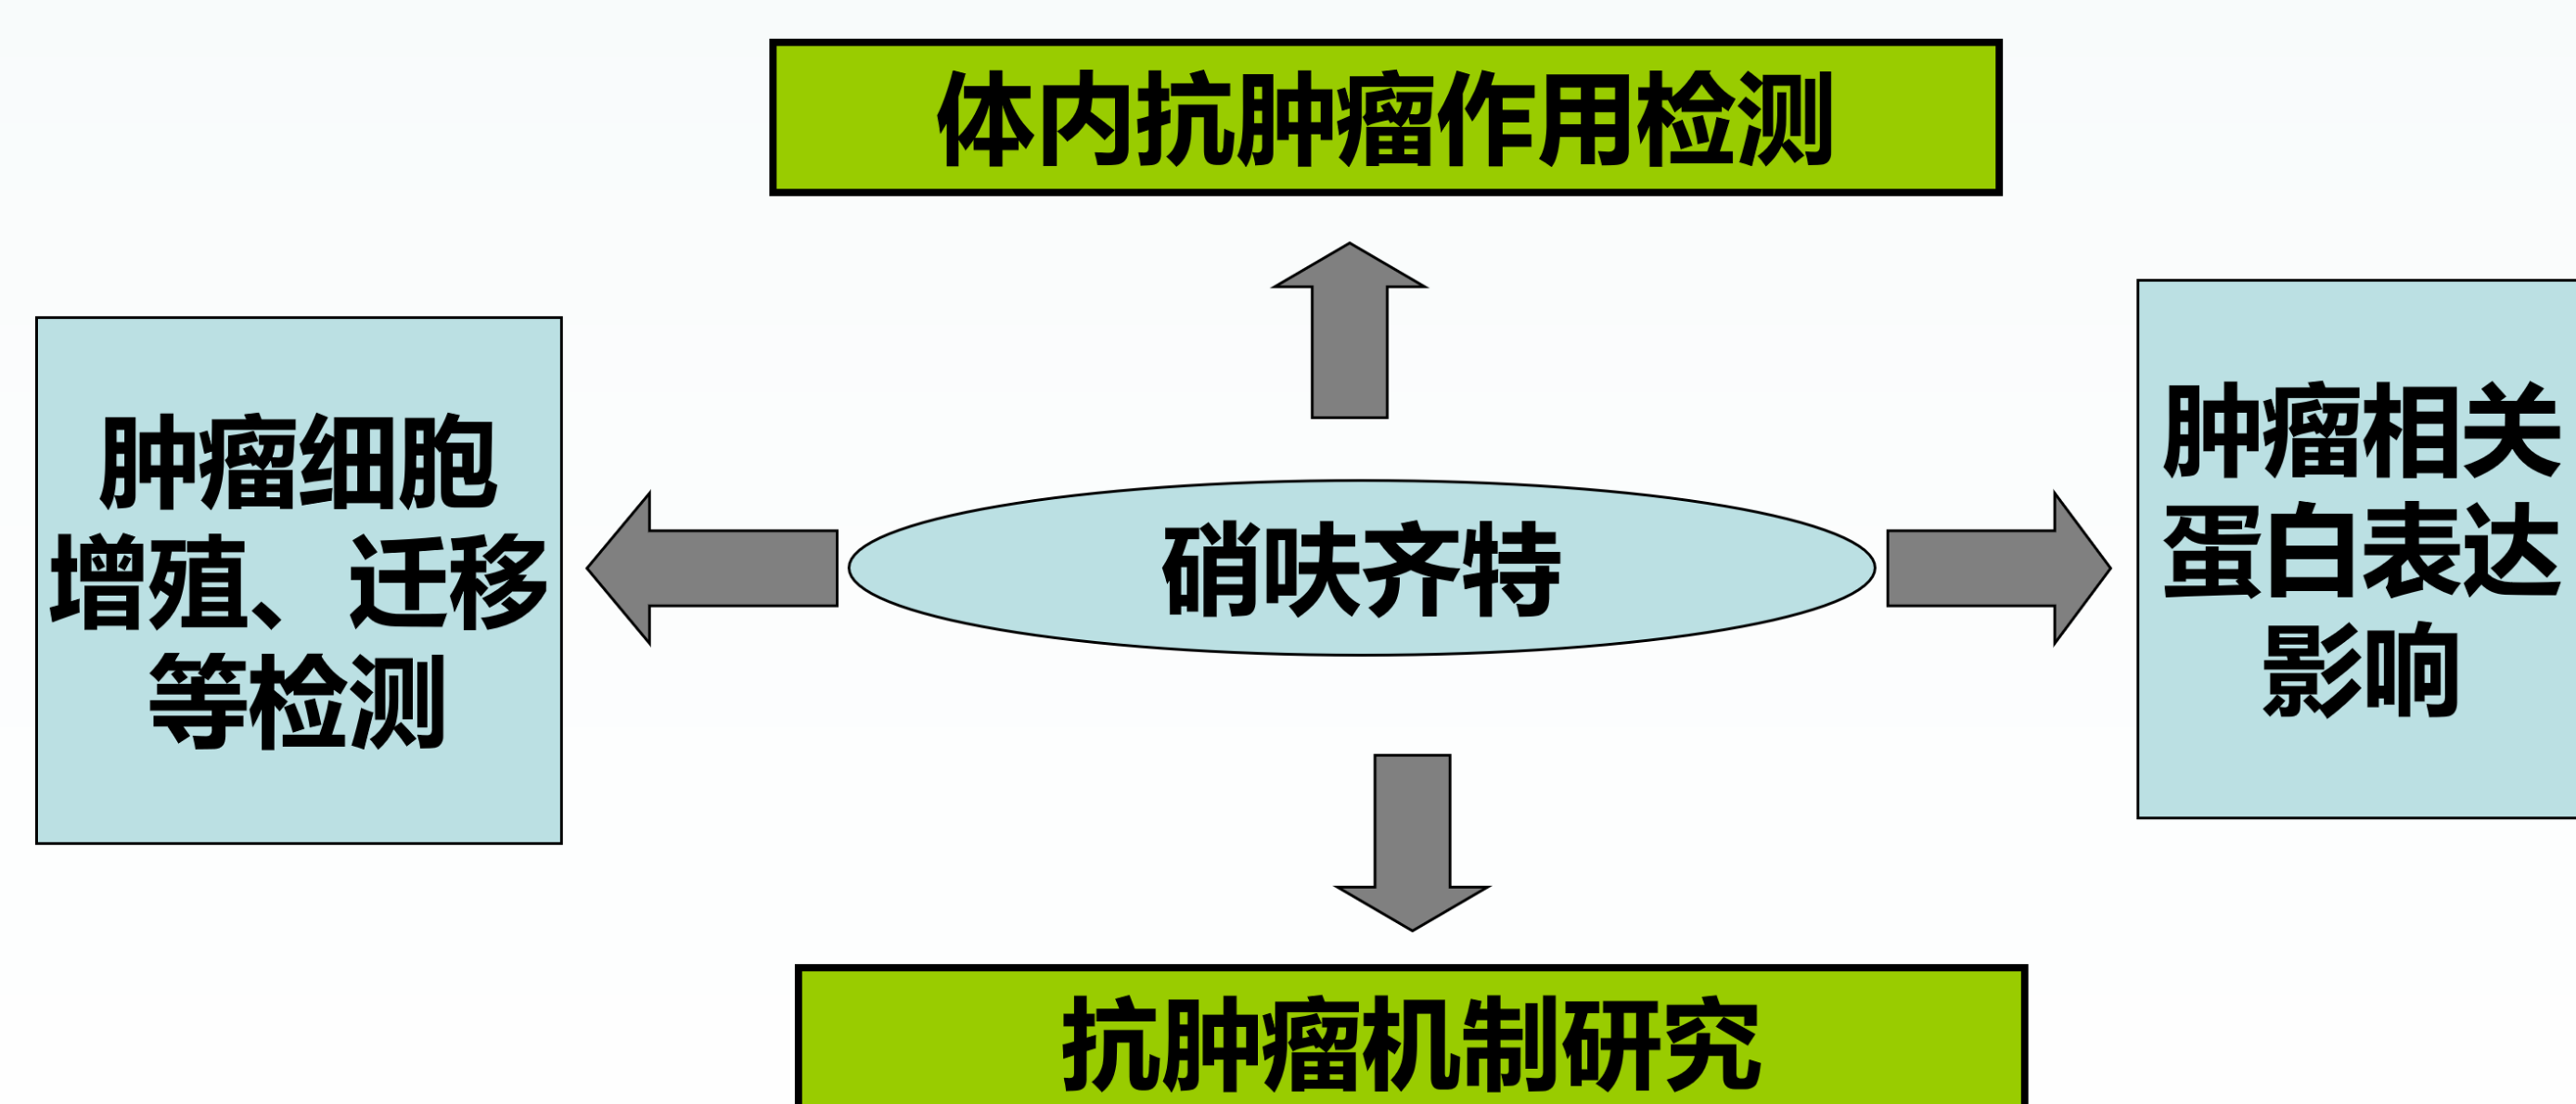 体内抗肿瘤作用检测
肿瘤细胞
增殖、迁移
等检测
硝呋齐特
肿瘤相关
蛋白表达
影响
抗肿瘤机制研究